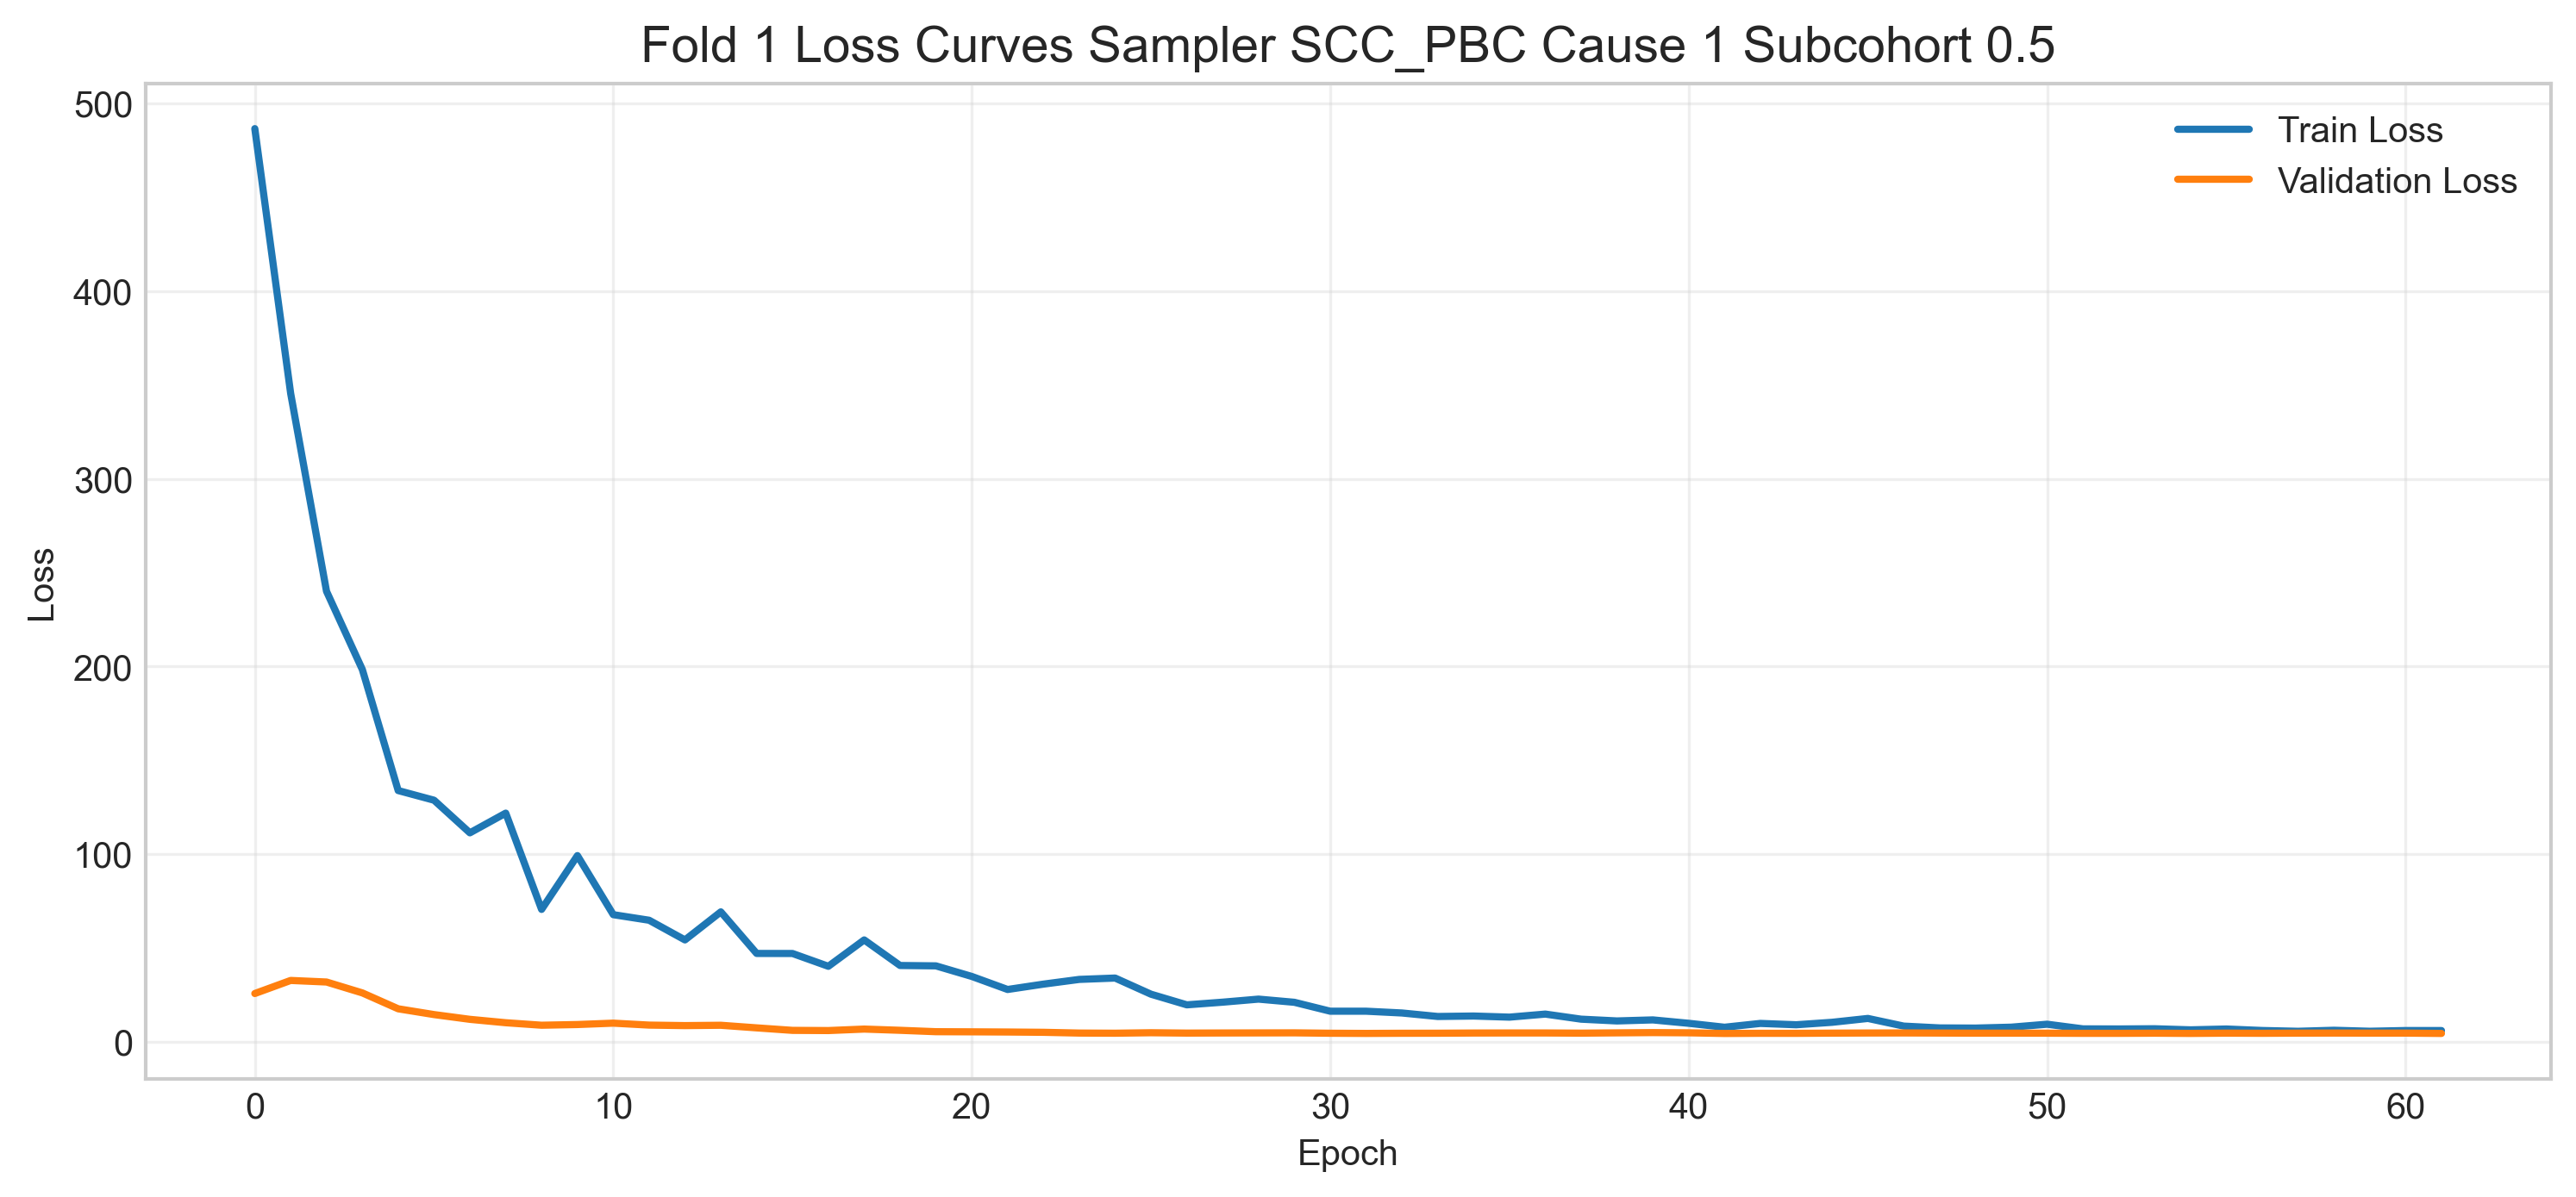 Fold 1 Loss Curves Sampler SCC_PBC Cause 1 Subcohort 0.5
Train Loss
Validation Loss
Loss
500
400
300
200
100
0
0 10 20 30 40 50 60
Epoch